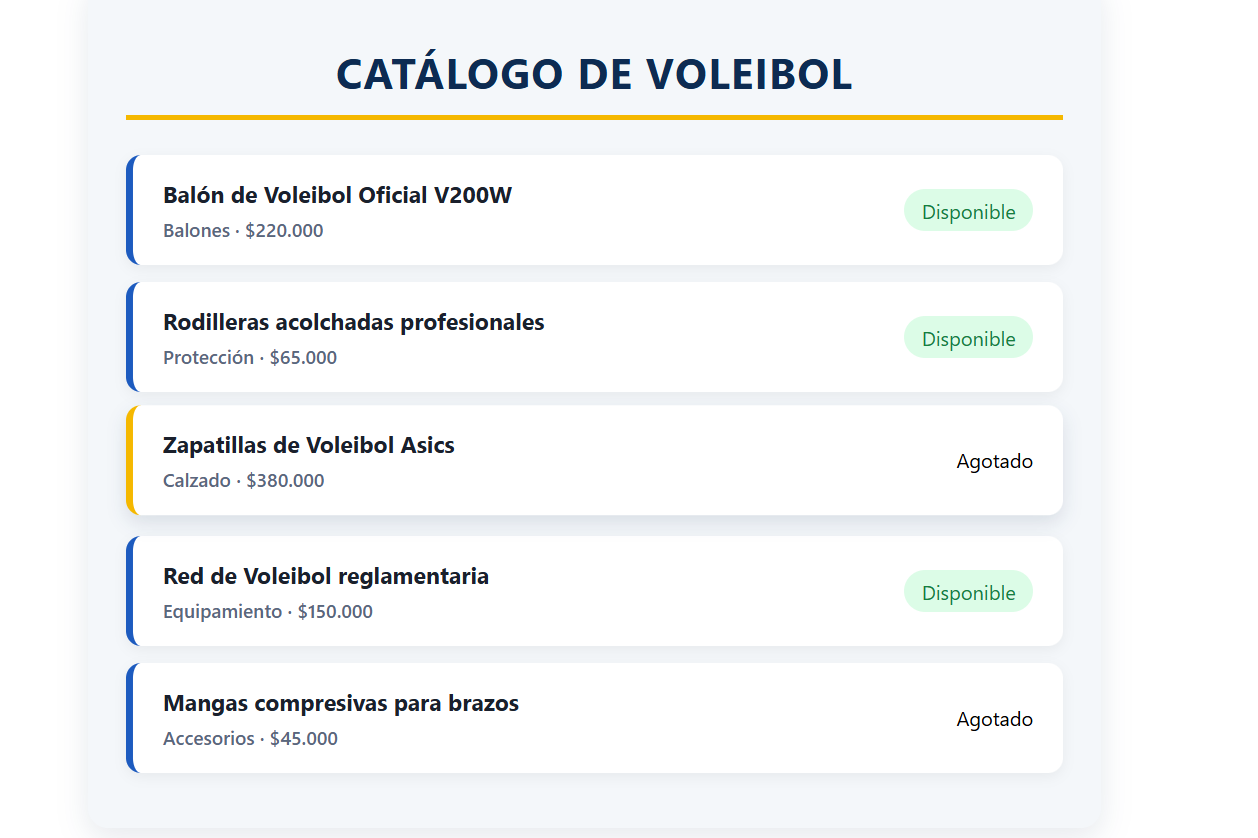 CATÁLOGO DE VOLEIBOL
Balón de Voleibol Oficial V200W
Balones · $220.000
Disponible
Rodilleras acolchadas profesionales
Protección · $65.000
Disponible
Zapatillas de Voleibol Asics
Calzado · $380.000
Agotado
Red de Voleibol reglamentaria
Equipamiento · $150.000
Disponible
Mangas compresivas para brazos
Accesorios · $45.000
Agotado